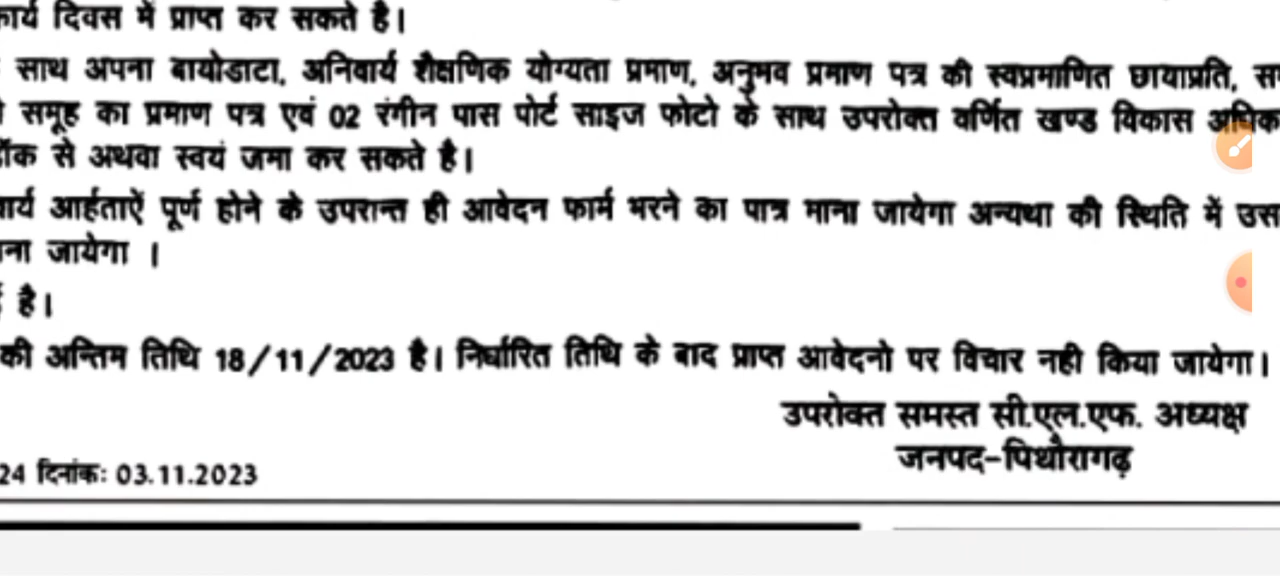 कार्य दिवस में प्राप्त कर सकते है।
साथ अपना बायोडाटा, अनिवार्य शैक्षणिक योग्यता प्रमाण, अनुभव प्रमाण पत्र की स्वप्रमाणित छायाप्रति,
समूह का प्रमाण पत्र एवं 02 रंगीन पास पोर्ट साइज फोटो के साथ उपरोक्त वर्णित खण्ड विकास
से अथवा स्वयं जमा कर सकते है।
आर्हताऐं पूर्ण होने के उपरान्त ही आवेदन फार्म भरने का पात्र माना जायेगा अन्यथा की स्थिति में उस
जायेगा ।
है।
की अन्तिम तिथि 18/11/2023 है। निर्धारित तिथि के बाद प्राप्त आवेदनो पर विचार नही किया जायेगा।
उपरोक्त समस्त सी.एल.एफ. अध्यक्ष
जनपद-पिथौरागढ़
24 दिनांकः 03.11.2023